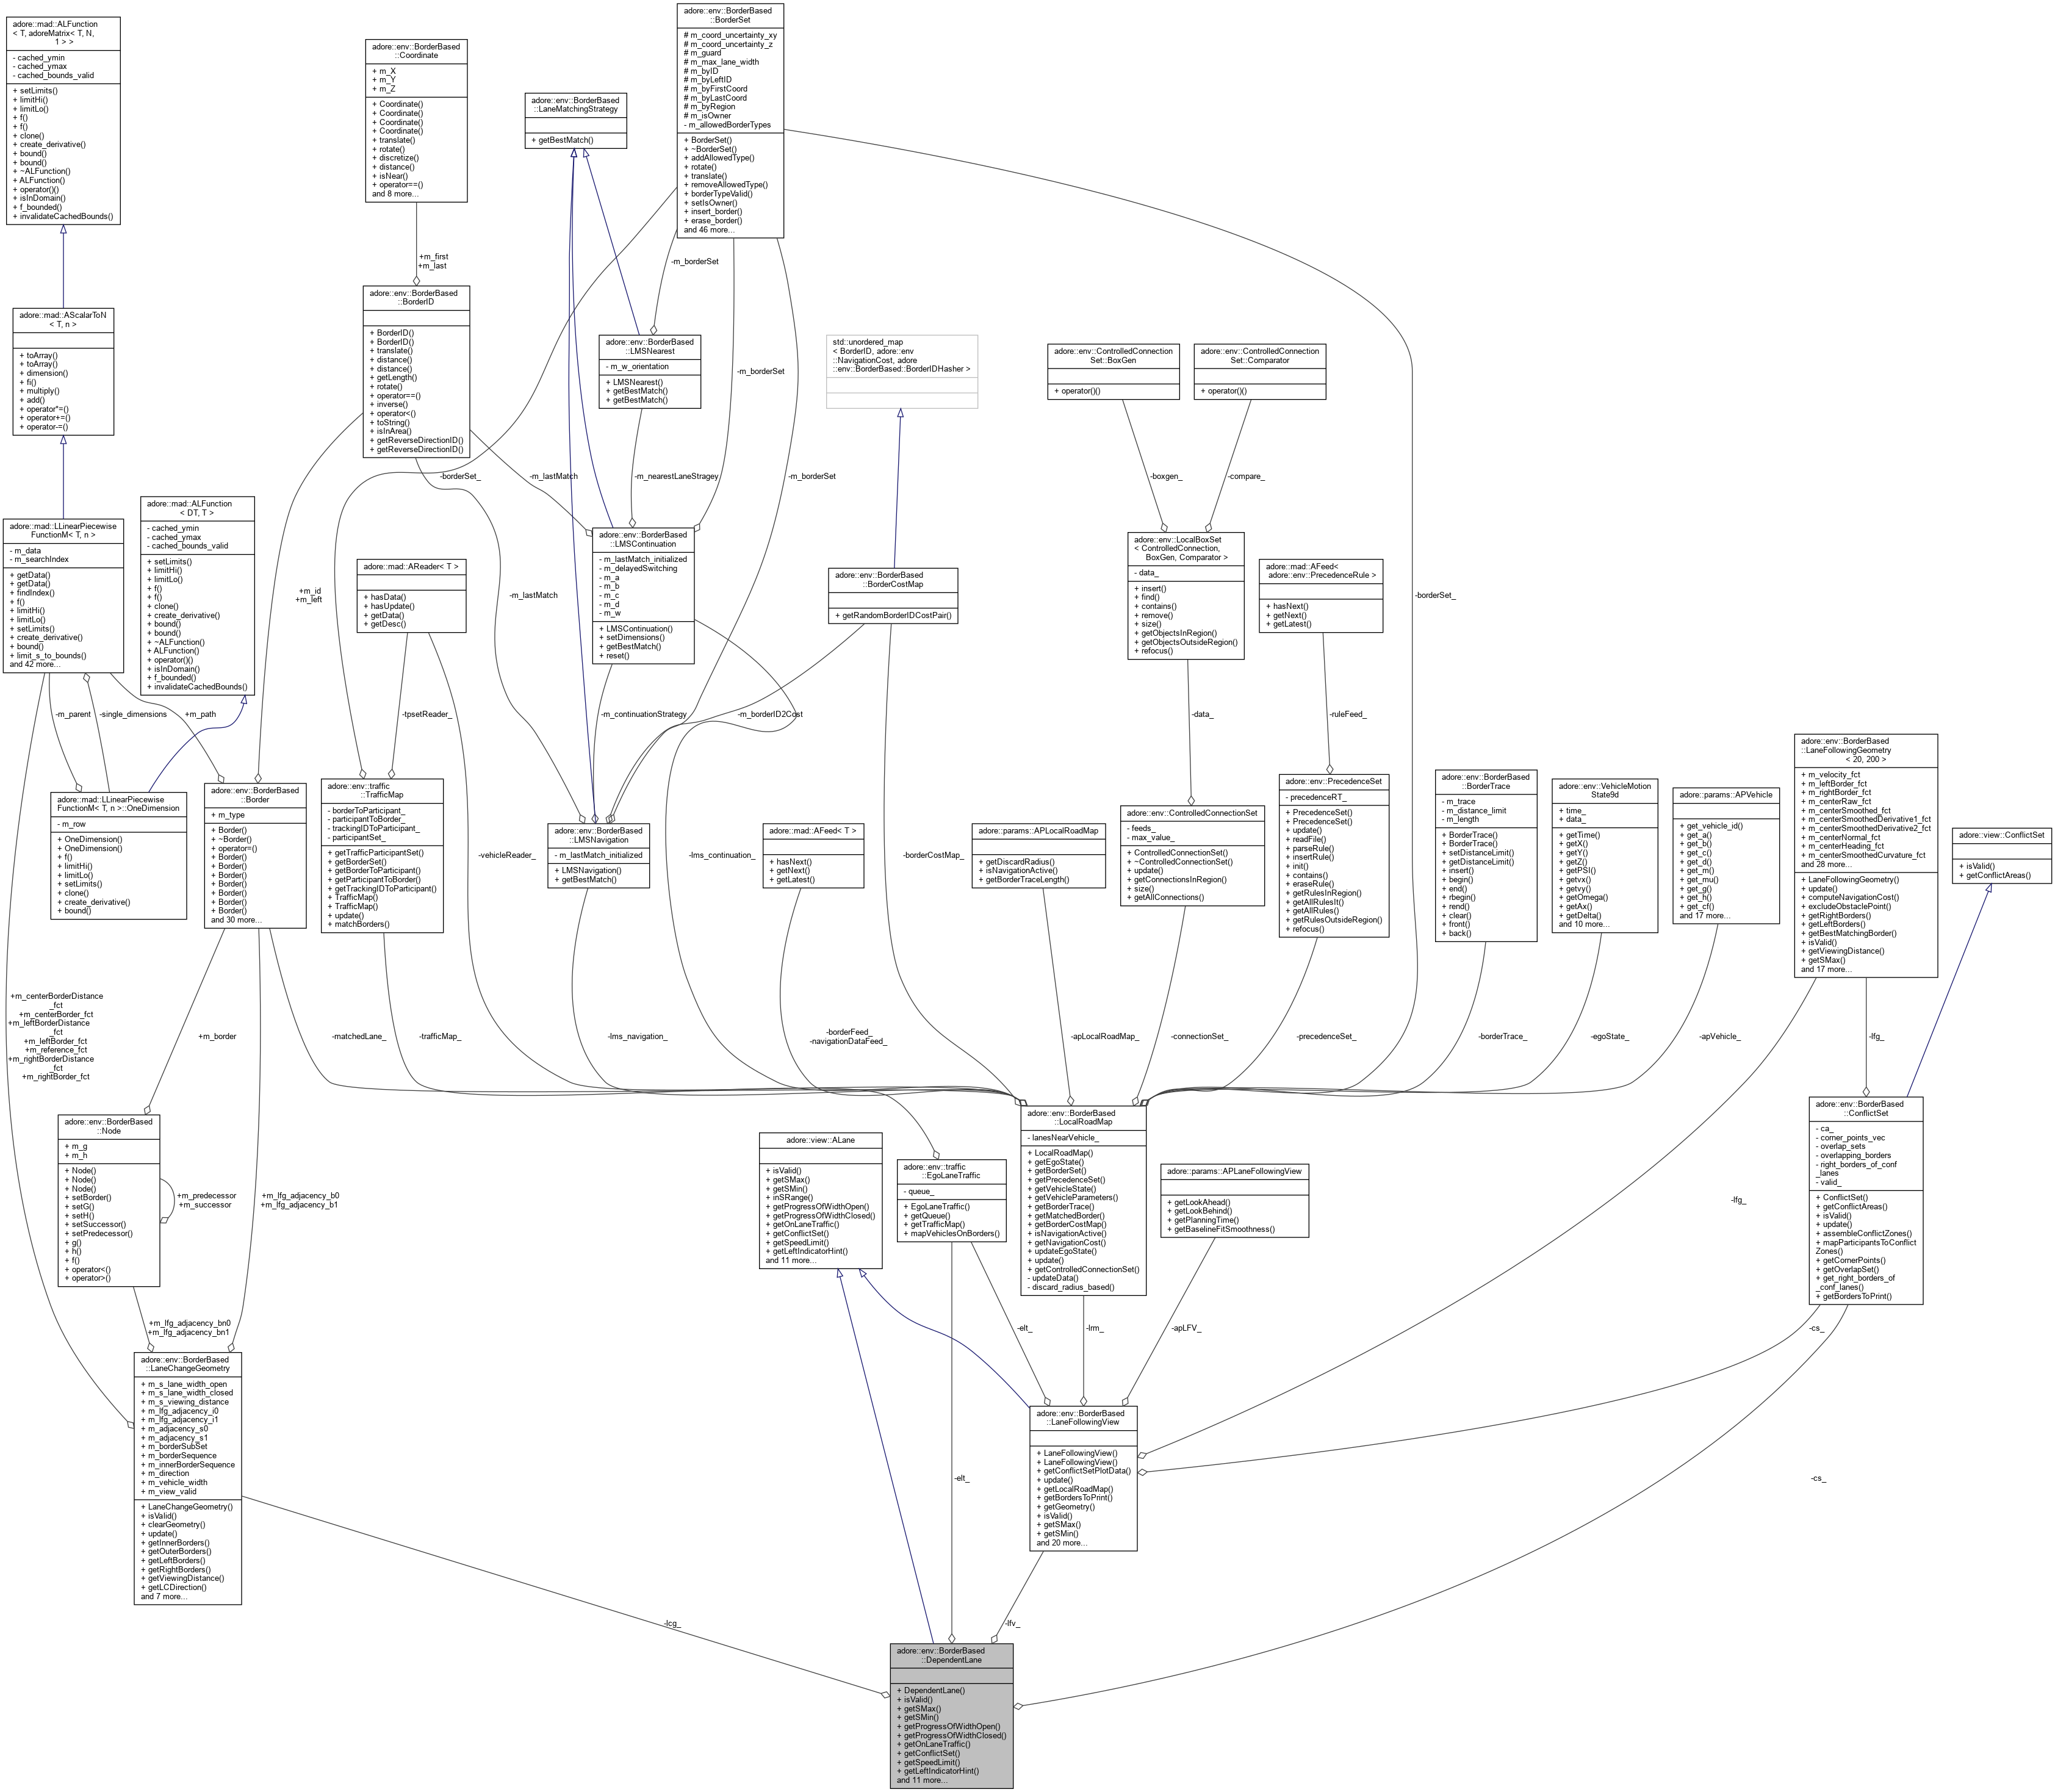 adore::mad::ALFunction
< T, adoreMatrix< T, N,
1 > >
- cached_ymin
- cached_ymax
- cached_bounds_valid
+ setLimits()
+ limitHi()
+ limitLo()
+ f()
+ f()
+ clone()
+ create_derivative()
+ bound()
+ bound()
+ ~ALFunction()
+ ALFunction()
+ operator()()
+ isInDomain()
+ f_bounded()
+ invalidateCachedBounds()
adore::env::BorderBased
::Coordinate
+ m_X
+ m_Y
+ m_Z
+ Coordinate()
+ Coordinate()
+ Coordinate()
+ Coordinate()
+ translate()
+ rotate()
+ discretize()
+ distance()
+ isNear()
+ operator==()
and 8 more...
adore::env::BorderBased
::LaneMatchingStrategy
+ getBestMatch()
adore::env::BorderBased
::BorderSet
# m_coord_uncertainty_xy
# m_coord_uncertainty_z
# m_guard
# m_max_lane_width
# m_byID
# m_byLeftID
# m_byFirstCoord
# m_byLastCoord
# m_byRegion
# m_isOwner
- m_allowedBorderTypes
+ BorderSet()
+ ~BorderSet()
+ addAllowedType()
+ rotate()
+ translate()
+ removeAllowedType()
+ borderTypeValid()
+ setIsOwner()
+ insert_border()
+ erase_border()
and 46 more...
+m_first
+m_last
-m_borderSet
adore::mad::AScalarToN
< T, n >
+ toArray()
+ toArray()
+ dimension()
+ fi()
+ multiply()
+ add()
+ operator*=()
+ operator+=()
+ operator-=()
adore::env::BorderBased
::BorderID
+ BorderID()
+ BorderID()
+ translate()
+ distance()
+ distance()
+ getLength()
+ rotate()
+ operator==()
+ inverse()
+ operator<()
+ toString()
+ isInArea()
+ getReverseDirectionID()
+ getReverseDirectionID()
adore::env::BorderBased
::LMSNearest
- m_w_orientation
+ LMSNearest()
+ getBestMatch()
+ getBestMatch()
-m_borderSet
std::unordered_map
< BorderID, adore::env
::NavigationCost, adore
::env::BorderBased::BorderIDHasher >
adore::env::ControlledConnection
Set::BoxGen
+ operator()()
adore::env::ControlledConnection
Set::Comparator
+ operator()()
-borderSet_
-m_lastMatch
-m_nearestLaneStragey
-m_borderSet
-boxgen_
-compare_
adore::mad::LLinearPiecewise
FunctionM< T, n >
- m_data
- m_searchIndex
+ getData()
+ getData()
+ findIndex()
+ f()
+ limitHi()
+ limitLo()
+ setLimits()
+ create_derivative()
+ bound()
+ limit_s_to_bounds()
and 42 more...
adore::mad::ALFunction
< DT, T >
- cached_ymin
- cached_ymax
- cached_bounds_valid
+ setLimits()
+ limitHi()
+ limitLo()
+ f()
+ f()
+ clone()
+ create_derivative()
+ bound()
+ bound()
+ ~ALFunction()
+ ALFunction()
+ operator()()
+ isInDomain()
+ f_bounded()
+ invalidateCachedBounds()
+m_id
+m_left
adore::mad::AReader< T >
+ hasData()
+ hasUpdate()
+ getData()
+ getDesc()
-m_lastMatch
adore::env::BorderBased
::LMSContinuation
- m_lastMatch_initialized
- m_delayedSwitching
- m_a
- m_b
- m_c
- m_d
- m_w
+ LMSContinuation()
+ setDimensions()
+ getBestMatch()
+ reset()
adore::env::BorderBased
::BorderCostMap
+ getRandomBorderIDCostPair()
adore::env::LocalBoxSet
< ControlledConnection,
BoxGen, Comparator >
- data_
+ insert()
+ find()
+ contains()
+ remove()
+ size()
+ getObjectsInRegion()
+ getObjectsOutsideRegion()
+ refocus()
adore::mad::AFeed<
adore::env::PrecedenceRule >
+ hasNext()
+ getNext()
+ getLatest()
-borderSet_
-m_parent
-single_dimensions
+m_path
-tpsetReader_
-m_continuationStrategy
-m_borderID2Cost
-data_
-ruleFeed_
adore::mad::LLinearPiecewise
FunctionM< T, n >::OneDimension
- m_row
+ OneDimension()
+ OneDimension()
+ f()
+ limitHi()
+ limitLo()
+ setLimits()
+ clone()
+ create_derivative()
+ bound()
adore::env::BorderBased
::Border
+ m_type
+ Border()
+ ~Border()
+ operator=()
+ Border()
+ Border()
+ Border()
+ Border()
+ Border()
+ Border()
+ Border()
and 30 more...
adore::env::traffic
::TrafficMap
- borderToParticipant_
- participantToBorder_
- trackingIDToParticipant_
- participantSet_
+ getTrafficParticipantSet()
+ getBorderSet()
+ getBorderToParticipant()
+ getParticipantToBorder()
+ getTrackingIDToParticipant()
+ TrafficMap()
+ TrafficMap()
+ update()
+ matchBorders()
-vehicleReader_
adore::env::BorderBased
::LMSNavigation
- m_lastMatch_initialized
+ LMSNavigation()
+ getBestMatch()
-lms_continuation_
adore::mad::AFeed< T >
+ hasNext()
+ getNext()
+ getLatest()
-borderCostMap_
adore::params::APLocalRoadMap
+ getDiscardRadius()
+ isNavigationActive()
+ getBorderTraceLength()
adore::env::ControlledConnectionSet
- feeds_
- max_value_
+ ControlledConnectionSet()
+ ~ControlledConnectionSet()
+ update()
+ getConnectionsInRegion()
+ size()
+ getAllConnections()
adore::env::PrecedenceSet
- precedenceRT_
+ PrecedenceSet()
+ PrecedenceSet()
+ update()
+ readFile()
+ parseRule()
+ insertRule()
+ init()
+ contains()
+ eraseRule()
+ getRulesInRegion()
+ getAllRulesIt()
+ getAllRules()
+ getRulesOutsideRegion()
+ refocus()
adore::env::BorderBased
::BorderTrace
- m_trace
- m_distance_limit
- m_length
+ BorderTrace()
+ BorderTrace()
+ setDistanceLimit()
+ getDistanceLimit()
+ insert()
+ begin()
+ end()
+ rbegin()
+ rend()
+ clear()
+ front()
+ back()
adore::env::VehicleMotion
State9d
+ time_
+ data_
+ getTime()
+ getX()
+ getY()
+ getZ()
+ getPSI()
+ getvx()
+ getvy()
+ getOmega()
+ getAx()
+ getDelta()
and 10 more...
adore::params::APVehicle
+ get_vehicle_id()
+ get_a()
+ get_b()
+ get_c()
+ get_d()
+ get_m()
+ get_mu()
+ get_g()
+ get_h()
+ get_cf()
and 17 more...
adore::env::BorderBased
::LaneFollowingGeometry
< 20, 200 >
+ m_velocity_fct
+ m_leftBorder_fct
+ m_rightBorder_fct
+ m_centerRaw_fct
+ m_centerSmoothed_fct
+ m_centerSmoothedDerivative1_fct
+ m_centerSmoothedDerivative2_fct
+ m_centerNormal_fct
+ m_centerHeading_fct
+ m_centerSmoothedCurvature_fct
and 28 more...
+ LaneFollowingGeometry()
+ update()
+ computeNavigationCost()
+ excludeObstaclePoint()
+ getRightBorders()
+ getLeftBorders()
+ getBestMatchingBorder()
+ isValid()
+ getViewingDistance()
+ getSMax()
and 17 more...
adore::view::ConflictSet
+ isValid()
+ getConflictAreas()
+m_centerBorderDistance
_fct
+m_centerBorder_fct
+m_leftBorderDistance
_fct
+m_leftBorder_fct
+m_reference_fct
+m_rightBorderDistance
_fct
+m_rightBorder_fct
+m_border
-matchedLane_
-trafficMap_
-lms_navigation_
-borderFeed_
-navigationDataFeed_
-apLocalRoadMap_
-connectionSet_
-precedenceSet_
-borderTrace_
-egoState_
-apVehicle_
-lfg_
adore::env::BorderBased
::Node
+ m_g
+ m_h
+ Node()
+ Node()
+ Node()
+ setBorder()
+ setG()
+ setH()
+ setSuccessor()
+ setPredecessor()
+ g()
+ h()
+ f()
+ operator<()
+ operator>()
+m_predecessor
+m_successor
+m_lfg_adjacency_b0
+m_lfg_adjacency_b1
adore::view::ALane
+ isValid()
+ getSMax()
+ getSMin()
+ inSRange()
+ getProgressOfWidthOpen()
+ getProgressOfWidthClosed()
+ getOnLaneTraffic()
+ getConflictSet()
+ getSpeedLimit()
+ getLeftIndicatorHint()
and 11 more...
adore::env::traffic
::EgoLaneTraffic
- queue_
+ EgoLaneTraffic()
+ getQueue()
+ getTrafficMap()
+ mapVehiclesOnBorders()
adore::env::BorderBased
::LocalRoadMap
- lanesNearVehicle_
+ LocalRoadMap()
+ getEgoState()
+ getBorderSet()
+ getPrecedenceSet()
+ getVehicleState()
+ getVehicleParameters()
+ getBorderTrace()
+ getMatchedBorder()
+ getBorderCostMap()
+ isNavigationActive()
+ getNavigationCost()
+ updateEgoState()
+ update()
+ getControlledConnectionSet()
- updateData()
- discard_radius_based()
adore::params::APLaneFollowingView
+ getLookAhead()
+ getLookBehind()
+ getPlanningTime()
+ getBaselineFitSmoothness()
-lfg_
adore::env::BorderBased
::ConflictSet
- ca_
- corner_points_vec
- overlap_sets
- overlapping_borders
- right_borders_of_conf
_lanes
- valid_
+ ConflictSet()
+ getConflictAreas()
+ isValid()
+ update()
+ assembleConflictZones()
+ mapParticipantsToConflict
Zones()
+ getCornerPoints()
+ getOverlapSet()
+ get_right_borders_of
_conf_lanes()
+ getBordersToPrint()
+m_lfg_adjacency_bn0
+m_lfg_adjacency_bn1
-elt_
-lrm_
-apLFV_
-cs_
adore::env::BorderBased
::LaneChangeGeometry
+ m_s_lane_width_open
+ m_s_lane_width_closed
+ m_s_viewing_distance
+ m_lfg_adjacency_i0
+ m_lfg_adjacency_i1
+ m_adjacency_s0
+ m_adjacency_s1
+ m_borderSubSet
+ m_borderSequence
+ m_innerBorderSequence
+ m_direction
+ m_vehicle_width
+ m_view_valid
+ LaneChangeGeometry()
+ isValid()
+ clearGeometry()
+ update()
+ getInnerBorders()
+ getOuterBorders()
+ getLeftBorders()
+ getRightBorders()
+ getViewingDistance()
+ getLCDirection()
and 7 more...
-elt_
adore::env::BorderBased
::LaneFollowingView
+ LaneFollowingView()
+ LaneFollowingView()
+ getConflictSetPlotData()
+ update()
+ getLocalRoadMap()
+ getBordersToPrint()
+ getGeometry()
+ isValid()
+ getSMax()
+ getSMin()
and 20 more...
-cs_
-lcg_
-lfv_
adore::env::BorderBased
::DependentLane
+ DependentLane()
+ isValid()
+ getSMax()
+ getSMin()
+ getProgressOfWidthOpen()
+ getProgressOfWidthClosed()
+ getOnLaneTraffic()
+ getConflictSet()
+ getSpeedLimit()
+ getLeftIndicatorHint()
and 11 more...